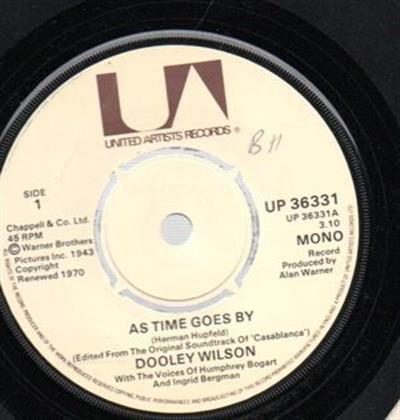 UNITED ARTISTS RECORDS ®
B H
SIDE
1
Chappell & Co. Ltd.
45 RPM
Ⓒ Warner Brothers
Pictures Inc. 1943
Copyright
Renewed 1970
UP 36331
UP 36331A
3.10
MONO
Record
Produced by
Alan Warner
AS TIME GOES BY
(Herman Hupfeld)
(Edited From The Original Soundtrack Of "Casablanca")
DOOLEY WILSON
With The Voices Of Humphrey Bogart
And Ingrid Bergman